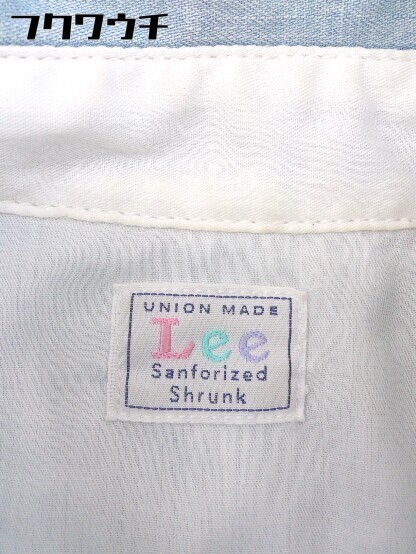 フクワウチ
UNION MADE
Lee
Sanforized
Shrunk